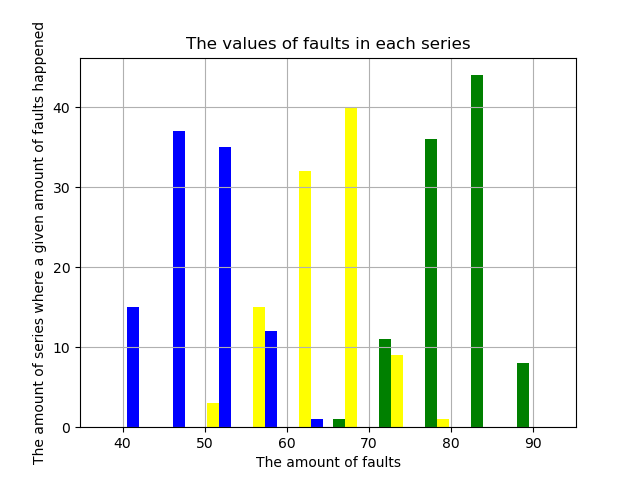 The values of faults in each series
The amount of series where a given amount of faults happened
40
30
20
10
0
40 50 60 70 80 90
The amount of faults